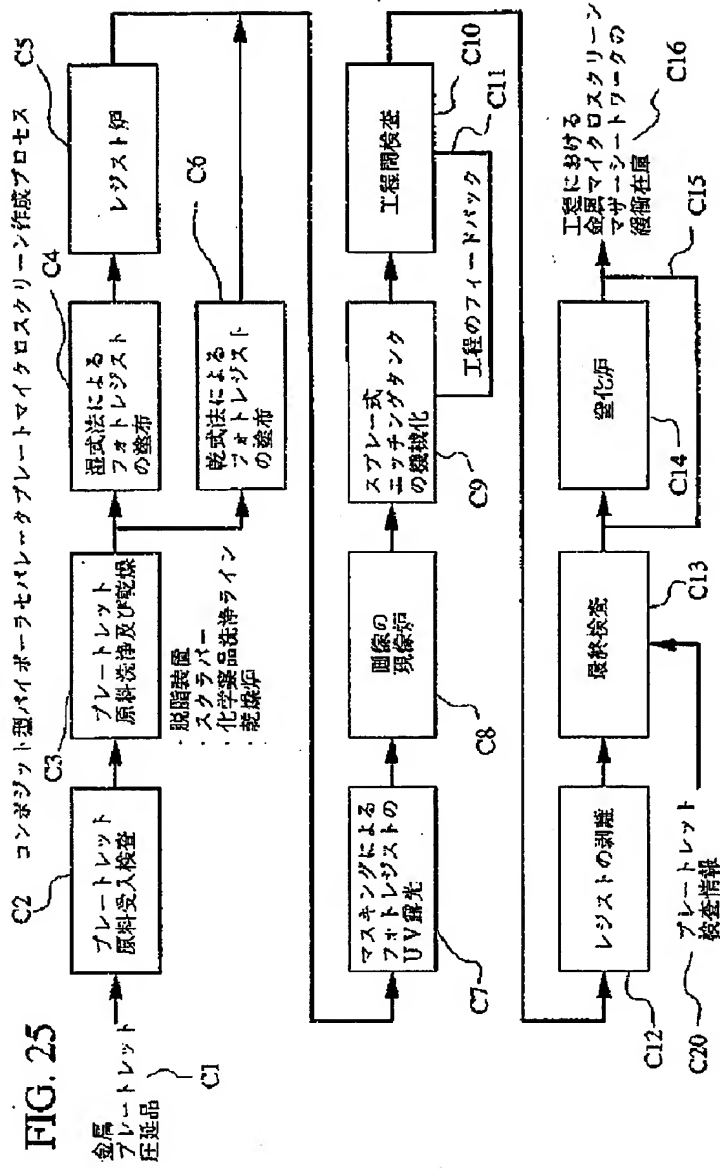 FIG. 25
コンポジット型バイポーラセパレータプレートマイクロスクリーン作成プロセス
金属
プレートレット
圧延品
C1
C2
プレートレット
原料受入検査
C3
プレートレット
原料洗浄及び乾燥
・脱脂装置
・スクラバー
・化学薬品洗浄ライン
・乾燥炉
C4
湿式法による
フォトレジスト
の塗布
C5
レジスト炉
C6
乾式法による
フォトレジスト
の塗布
マスキングによる
フォトレジストの
UV露光
C7
画像の
現像炉
C8
スプレー式
エッチングタンク
の機械化
C9
工程間検査
C10
C11
工程のフィードバック
レジストの剥離
C12
最終検査
C13
C20
プレートレット
検査情報
窒化炉
C14
C15
工程における
金属マイクロスクリーン
マザーシートワークの
緩衝在庫
C16